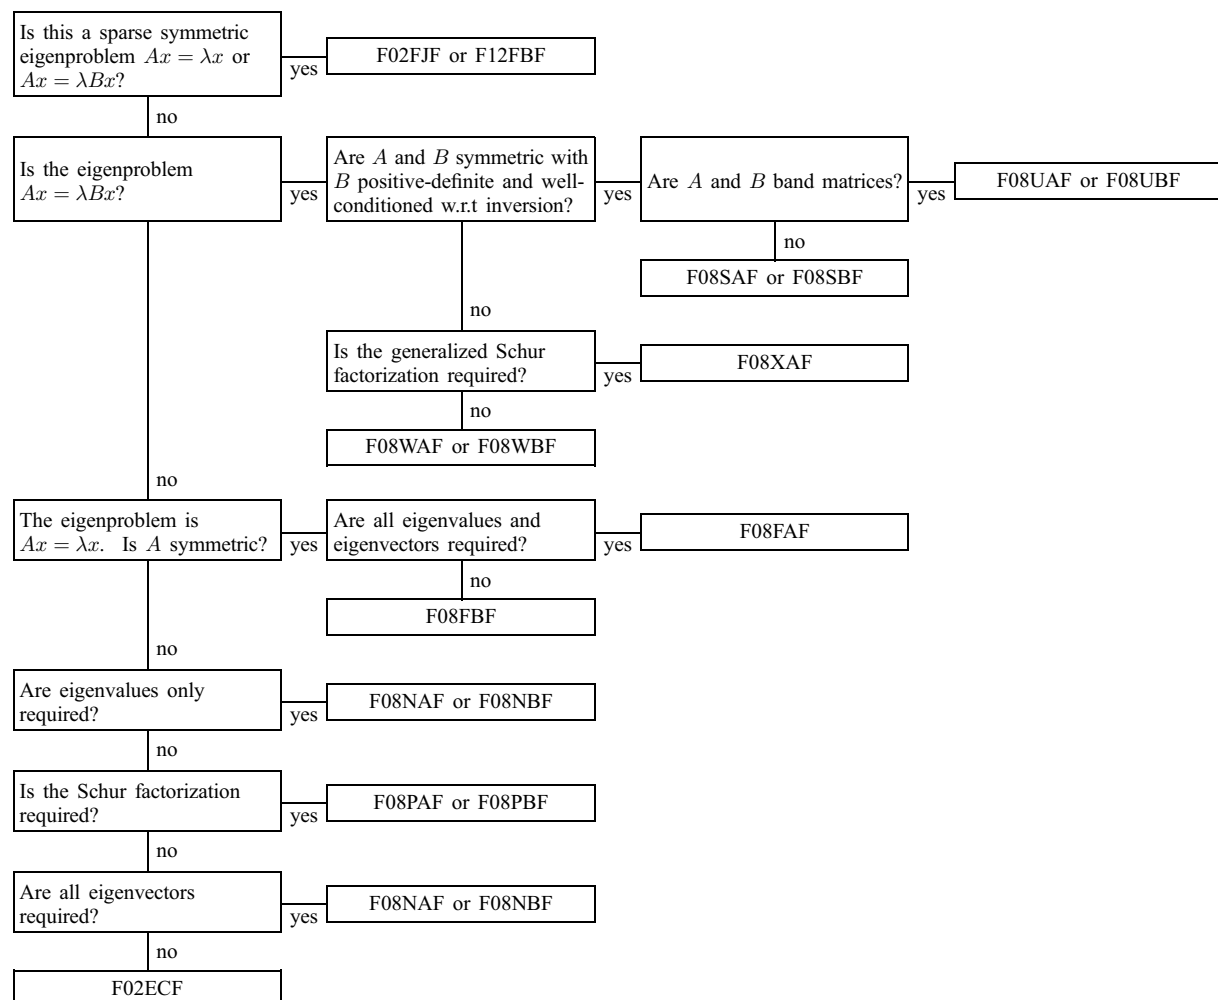 Is this a sparse symmetric
eigenproblem Ax = λx or
Ax = λBx?
yes
F02FJF or F12FBF
no
Is the eigenproblem
Ax = λBx?
yes
Are A and B symmetric with
B positive-definite and well-
conditioned w.r.t inversion?
yes
Are A and B band matrices?
yes
F08UAF or F08UBF
no
F08SAF or F08SBF
no
Is the generalized Schur
factorization required?
yes
F08XAF
no
F08WAF or F08WBF
no
The eigenproblem is
Ax = λx. Is A symmetric?
yes
Are all eigenvalues and
eigenvectors required?
yes
F08FAF
no
F08FBF
no
Are eigenvalues only
required?
yes
F08NAF or F08NBF
no
Is the Schur factorization
required?
yes
F08PAF or F08PBF
no
Are all eigenvectors
required?
yes
F08NAF or F08NBF
no
F02ECF